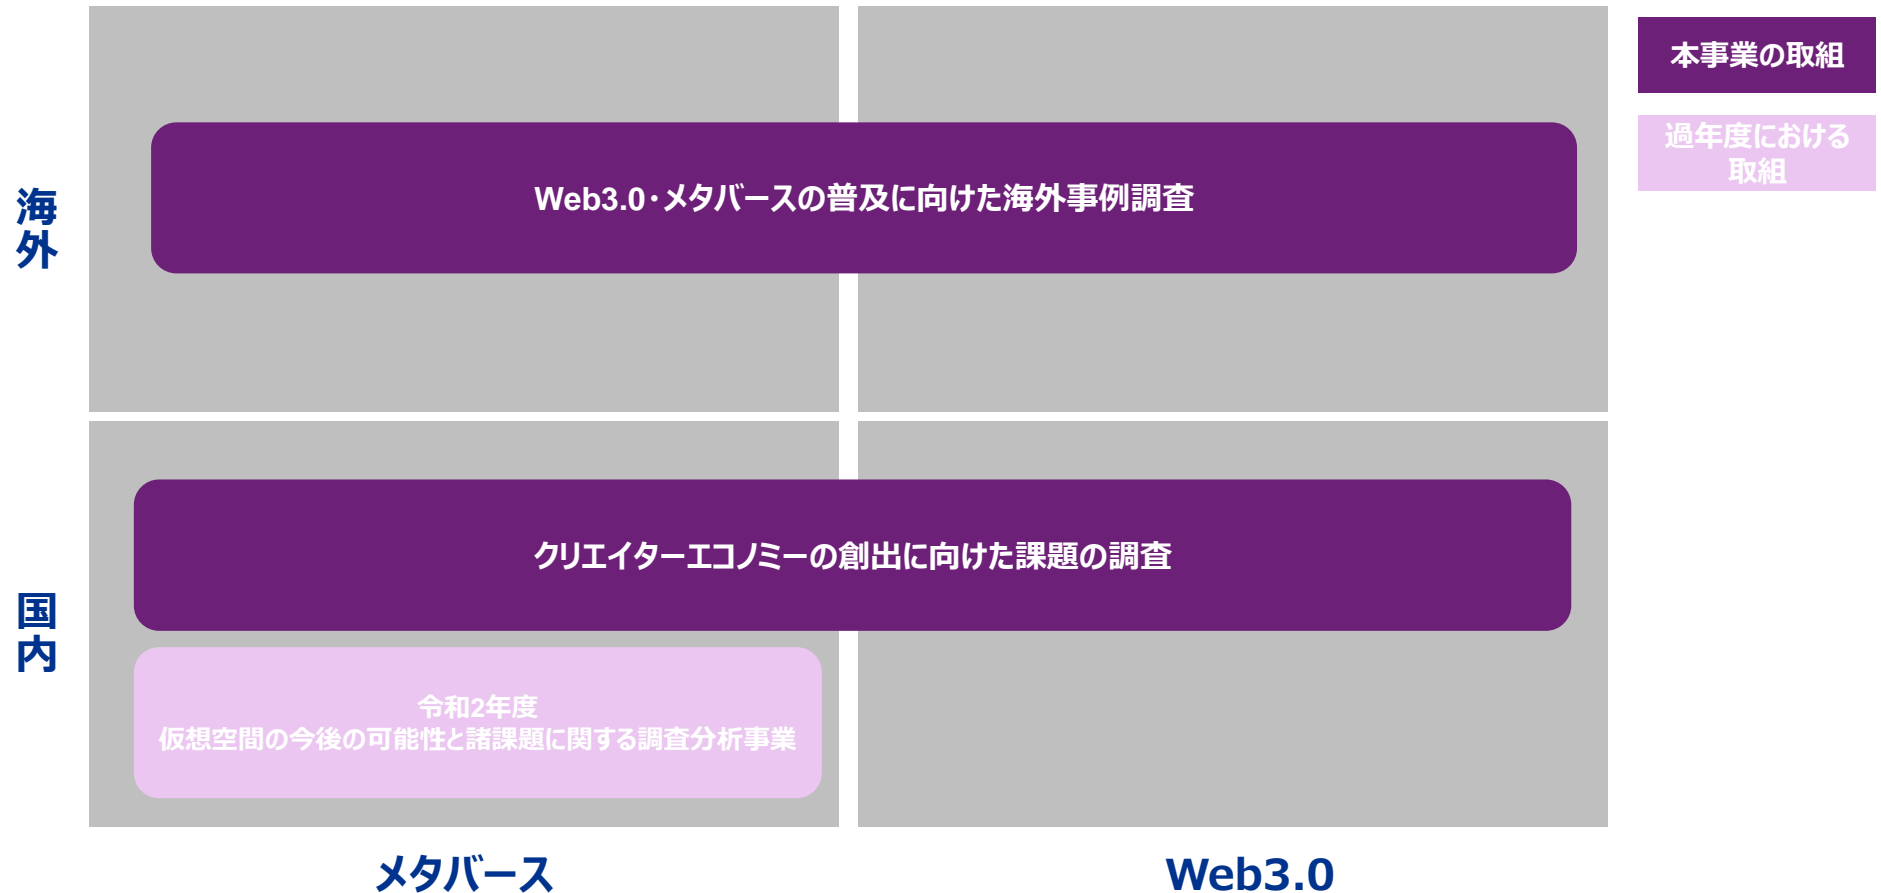 本事業の取組
過年度における
取組
海
外
Web3.0・メタバースの普及に向けた海外事例調査
国
内
クリエイターエコノミーの創出に向けた課題の調査
令和2年度
仮想空間の今後の可能性と諸課題に関する調査分析事業
メタバース
Web3.0